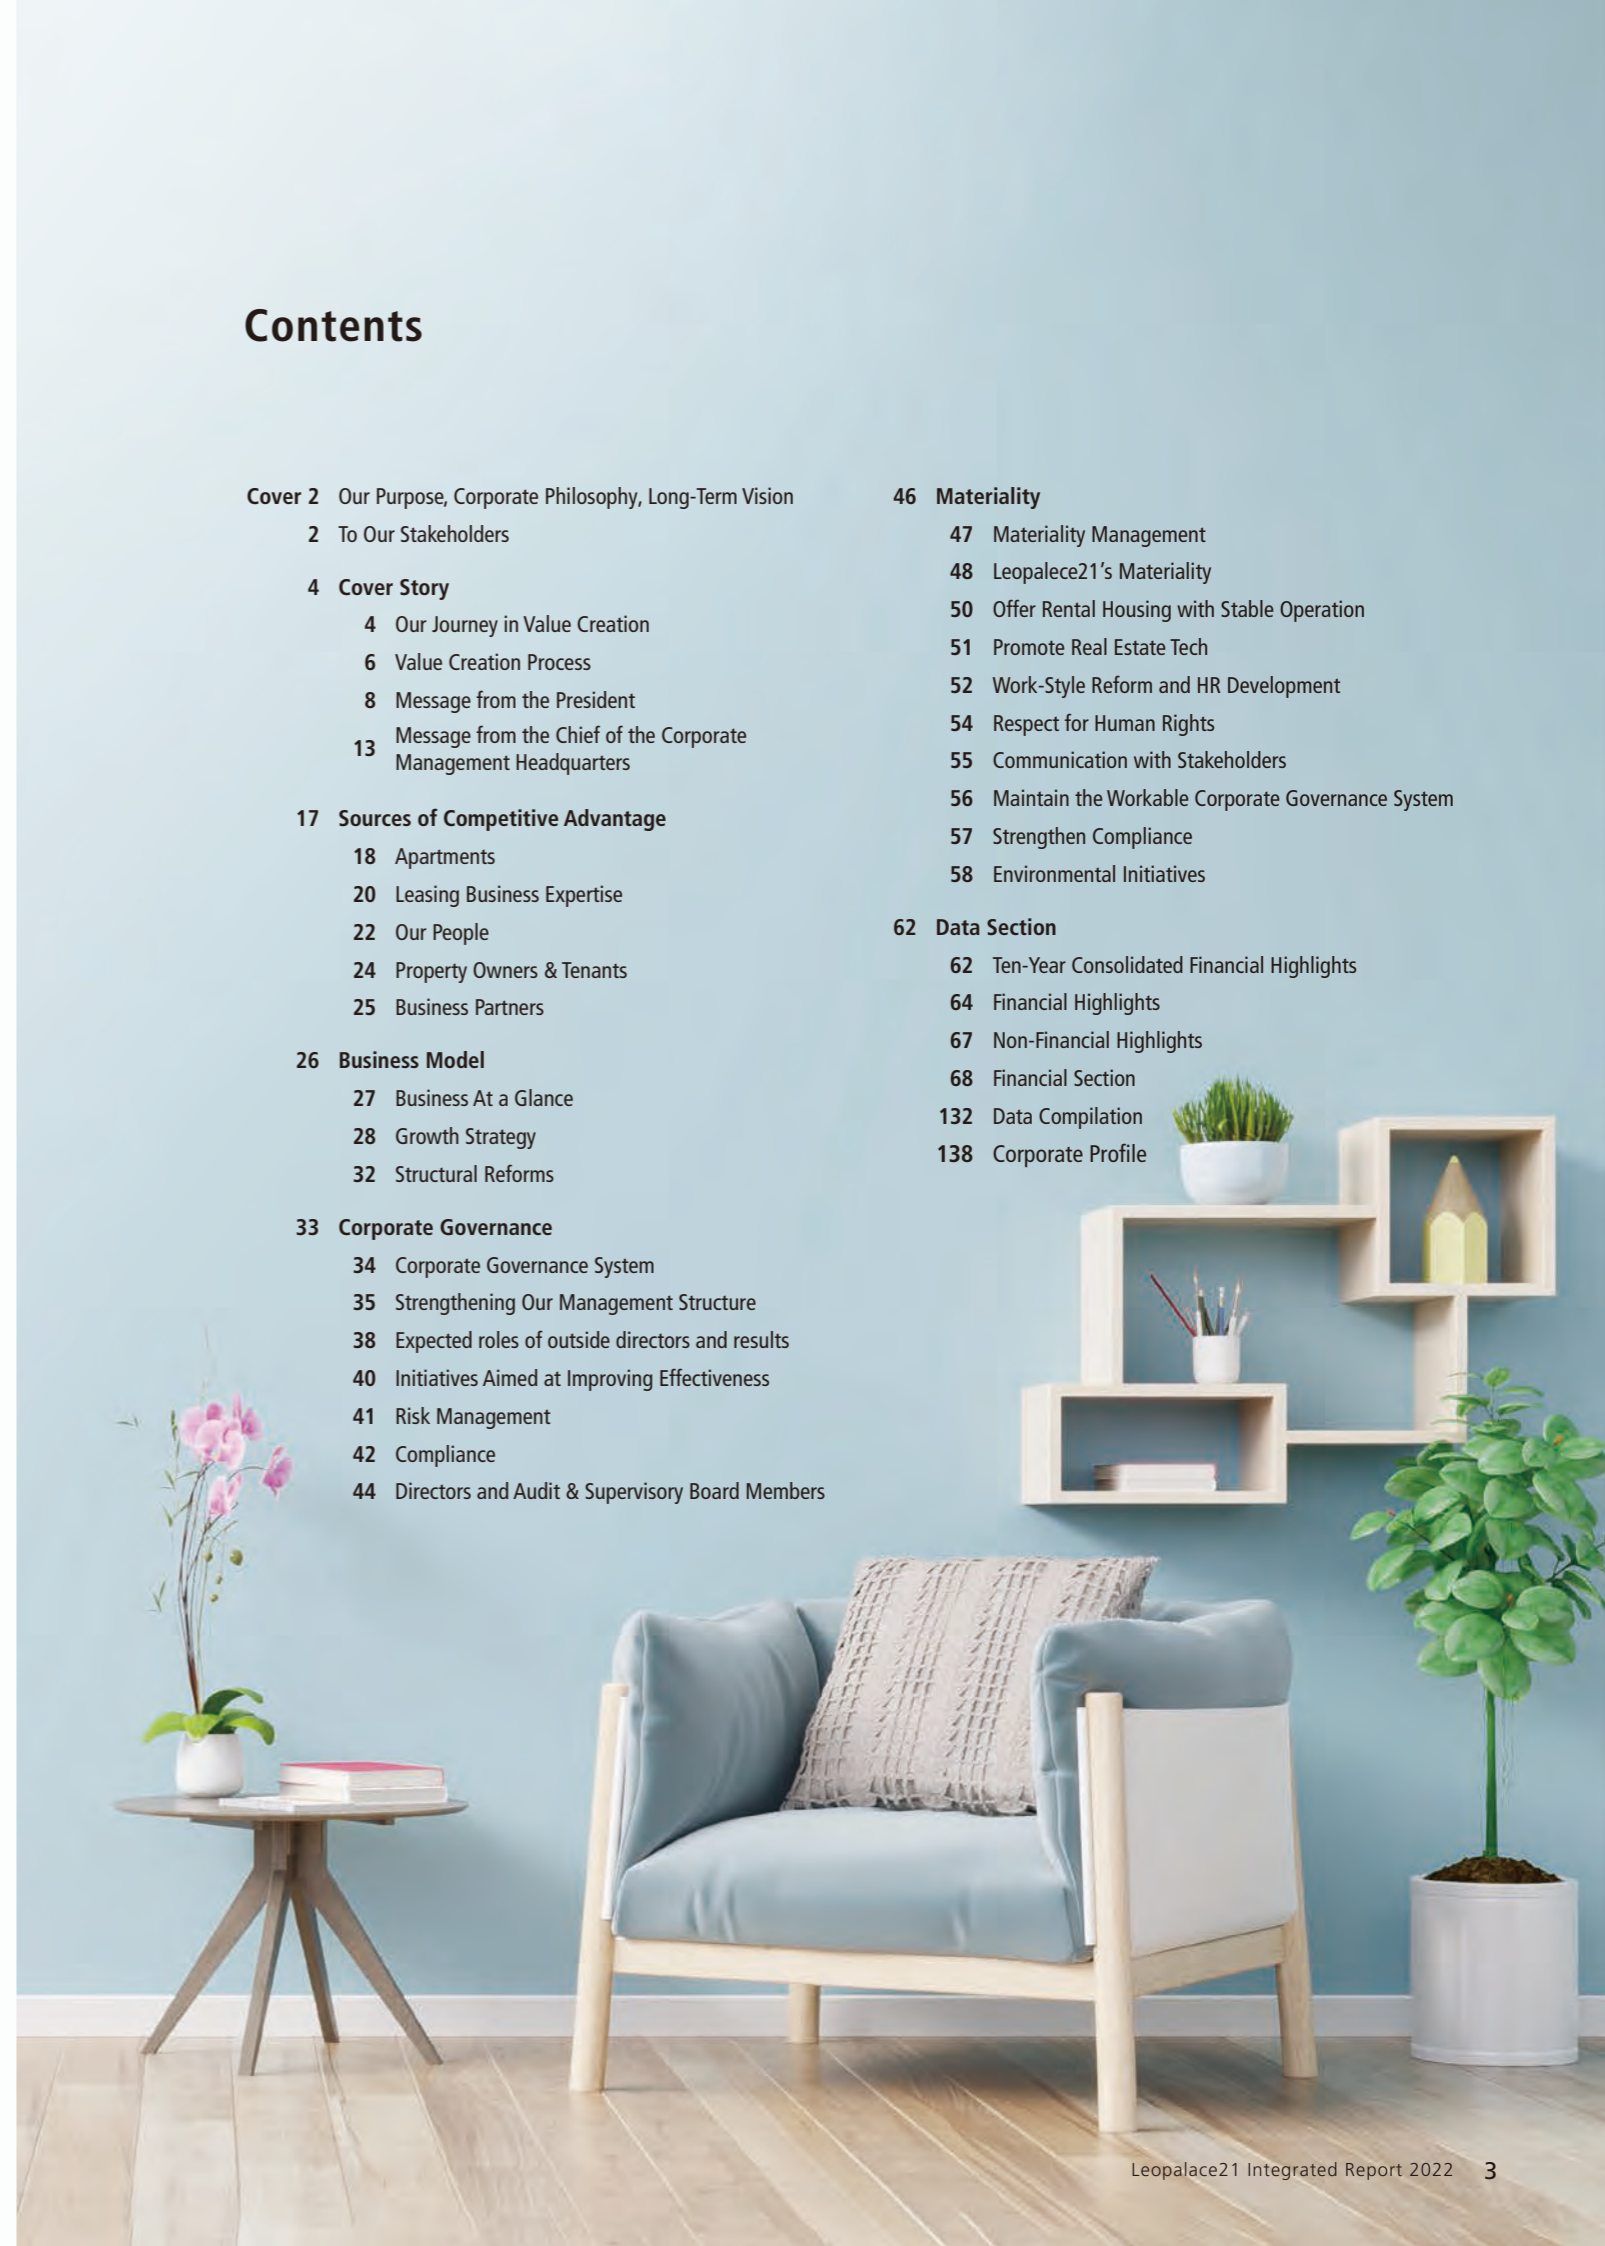 Contents
Cover 2 Our Purpose, Corporate Philosophy, Long-Term Vision
2 To Our Stakeholders
4 Cover Story
4 Our Journey in Value Creation
6 Value Creation Process
8 Message from the President
13 Message from the Chief of the Corporate
Management Headquarters
17 Sources of Competitive Advantage
18 Apartments
20 Leasing Business Expertise
22 Our People
24 Property Owners & Tenants
25 Business Partners
26 Business Model
27 Business At a Glance
28 Growth Strategy
32 Structural Reforms
33 Corporate Governance
34 Corporate Governance System
35 Strengthening Our Management Structure
38 Expected roles of outside directors and results
40 Initiatives Aimed at Improving Effectiveness
41 Risk Management
42 Compliance
44 Directors and Audit & Supervisory Board Members
46 Materiality
47 Materiality Management
48 Leopalece21’s Materiality
50 Offer Rental Housing with Stable Operation
51 Promote Real Estate Tech
52 Work-Style Reform and HR Development
54 Respect for Human Rights
55 Communication with Stakeholders
56 Maintain the Workable Corporate Governance System
57 Strengthen Compliance
58 Environmental Initiatives
62 Data Section
62 Ten-Year Consolidated Financial Highlights
64 Financial Highlights
67 Non-Financial Highlights
68 Financial Section
132 Data Compilation
138 Corporate Profile
Leopalace21 Integrated Report 2022 3